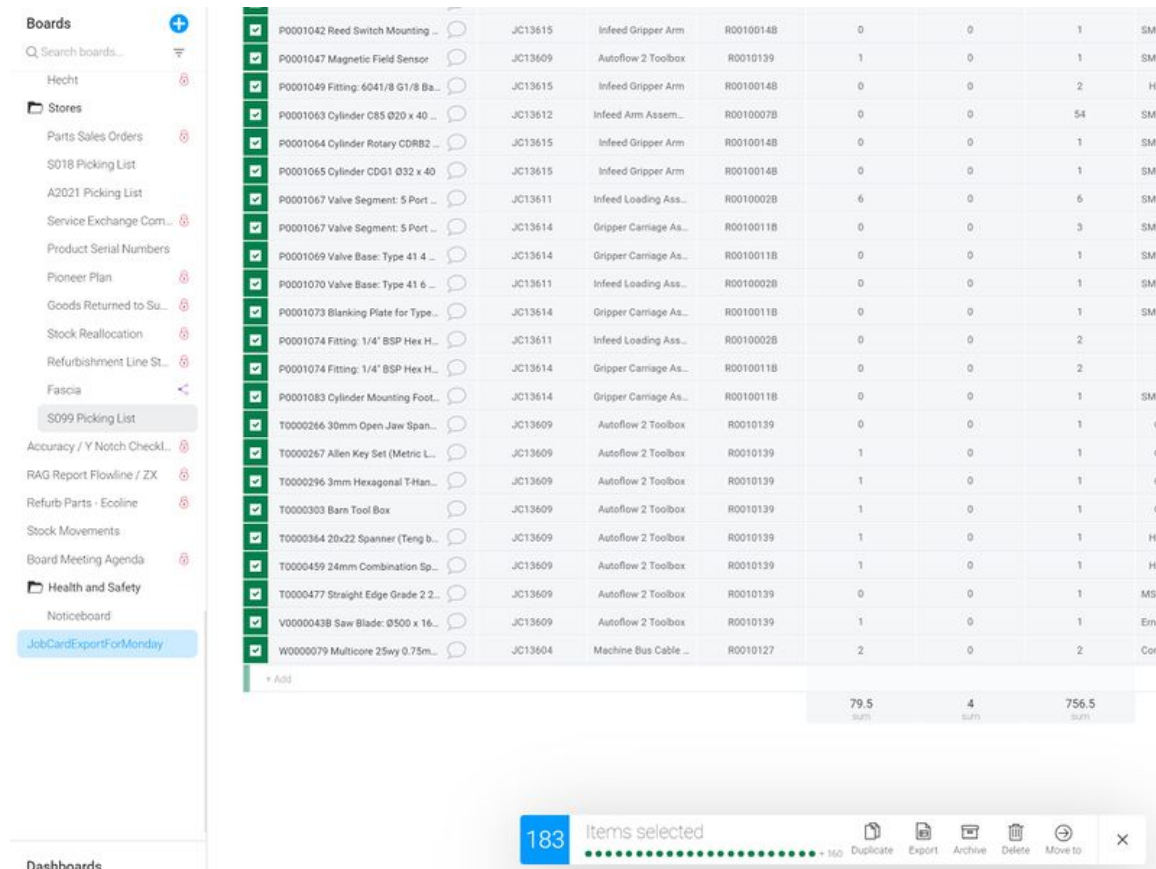 Boards
Search boards...
Hecht
Stores
Parts Sales Orders
S018 Picking List
A2021 Picking List
Service Exchange Com...
Product Serial Numbers
Pioneer Plan
Goods Returned to Su...
Stock Reallocation
Refurbishment Line St...
Fascia
S099 Picking List
Accuracy / Y Notch Checkl...
RAG Report Flowline / ZX
Refurb Parts - Ecoline
Stock Movements
Board Meeting Agenda
Health and Safety
Noticeboard
JobCardExportForMonday
Dashboards
P0001042 Reed Switch Mounting ... JC13615 Infeed Gripper Arm R0010014B 0 0 1 SM
P0001047 Magnetic Field Sensor JC13609 Autoflow 2 Toolbox R0010139 1 0 1 SM
P0001049 Fitting: 6041/8 G1/8 Ba... JC13615 Infeed Gripper Arm R0010014B 0 0 2 H
P0001063 Cylinder C85 Ø20 x 40 ... JC13612 Infeed Arm Assem... R0010007B 0 0 54 SM
P0001064 Cylinder Rotary CDRB2 ... JC13615 Infeed Gripper Arm R0010014B 0 0 1 SM
P0001065 Cylinder CDG1 Ø32 x 40 JC13615 Infeed Gripper Arm R0010014B 0 0 1 SM
P0001067 Valve Segment: 5 Port ... JC13611 Infeed Loading Ass... R0010002B 6 0 6 SM
P0001067 Valve Segment: 5 Port ... JC13614 Gripper Carriage As... R0010011B 0 0 3 SM
P0001069 Valve Base: Type 41 4 ... JC13614 Gripper Carriage As... R0010011B 0 0 1 SM
P0001070 Valve Base: Type 41 6 ... JC13611 Infeed Loading Ass... R0010002B 0 0 1 SM
P0001073 Blanking Plate for Type... JC13614 Gripper Carriage As... R0010011B 0 0 1 SM
P0001074 Fitting: 1/4" BSP Hex H... JC13611 Infeed Loading Ass... R0010002B 0 0 2
P0001074 Fitting: 1/4" BSP Hex H... JC13614 Gripper Carriage As... R0010011B 0 0 2
P0001083 Cylinder Mounting Foot... JC13614 Gripper Carriage As... R0010011B 0 0 1 SM
T0000266 30mm Open Jaw Span... JC13609 Autoflow 2 Toolbox R0010139 0 0 1
T0000267 Allen Key Set (Metric L... JC13609 Autoflow 2 Toolbox R0010139 1 0 1
T0000296 3mm Hexagonal T-Han... JC13609 Autoflow 2 Toolbox R0010139 1 0 1
T0000303 Barn Tool Box JC13609 Autoflow 2 Toolbox R0010139 1 0 1
T0000364 20x22 Spanner (Teng b... JC13609 Autoflow 2 Toolbox R0010139 1 0 1 H
T0000459 24mm Combination Sp... JC13609 Autoflow 2 Toolbox R0010139 1 0 1 H
T0000477 Straight Edge Grade 2 2... JC13609 Autoflow 2 Toolbox R0010139 0 0 1 MS
V0000043B Saw Blade: Ø500 x 16... JC13609 Autoflow 2 Toolbox R0010139 1 0 1 Ern
W0000079 Multicore 25wy 0.75m... JC13604 Machine Bus Cable ... R0010127 2 0 2 Cor
+ Add
79.5 4 756.5
sum sum sum
183 Items selected
+ 160
Duplicate Export Archive Delete Move to